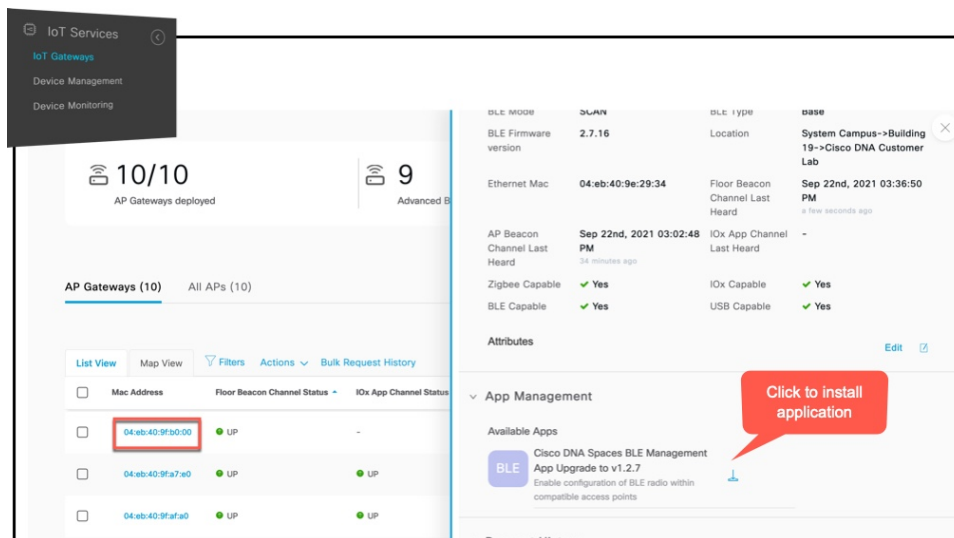 IoT Services
IoT Gateways
Device Management
Device Monitoring
10/10
AP Gateways deployed
9
Advanced B
AP Gateways (10)
All APs (10)
List View
Map View
Filters
Actions
Bulk Request History
Mac Address
Floor Beacon Channel Status
IOx App Channel Status
04:eb:40:9f:b0:00
UP
-
04:eb:40:9f:a7:e0
UP
UP
04:eb:40:9f:af:a0
UP
UP
BLE Mode
SCAN
BLE Type
Base
BLE Firmware
version
2.7.16
Location
System Campus->Building
19->Cisco DNA Customer
Lab
Ethernet Mac
04:eb:40:9e:29:34
Floor Beacon
Channel Last
Heard
Sep 22nd, 2021 03:36:50
PM
a few seconds ago
AP Beacon
Channel Last
Heard
Sep 22nd, 2021 03:02:48
PM
34 minutes ago
IOx App Channel
Last Heard
-
Zigbee Capable
Yes
IOx Capable
Yes
BLE Capable
Yes
USB Capable
Yes
Attributes
Edit
App Management
Click to install
application
Available Apps
BLE
Cisco DNA Spaces BLE Management
App Upgrade to v1.2.7
Enable configuration of BLE radio within
compatible access points